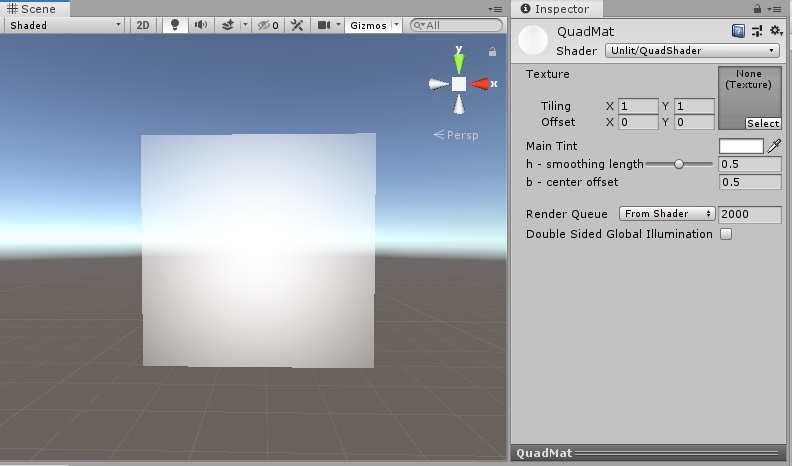 Scene
Shaded
2D
0
Gizmos
All
y
x
Persp
Inspector
QuadMat
Shader
Unlit/QuadShader
Texture
None
(Texture)
Select
Tiling X 1 Y 1
Offset X 0 Y 0
Main Tint
h - smoothing length 0.5
b - center offset 0.5
Render Queue From Shader 2000
Double Sided Global Illumination
QuadMat